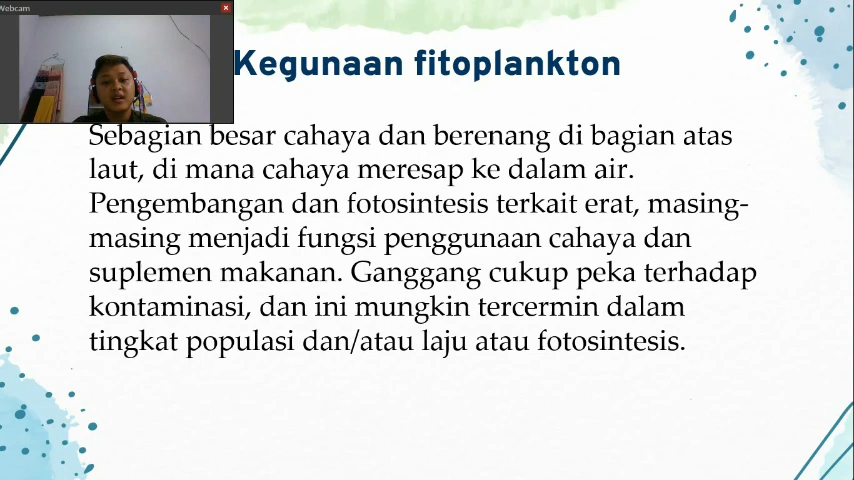 Webcam
Kegunaan fitoplankton
Sebagian besar cahaya dan berenang di bagian atas
laut, di mana cahaya meresap ke dalam air.
Pengembangan dan fotosintesis terkait erat, masing-
masing menjadi fungsi penggunaan cahaya dan
suplemen makanan. Ganggang cukup peka terhadap
kontaminasi, dan ini mungkin tercermin dalam
tingkat populasi dan/atau laju atau fotosintesis.